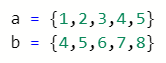 a = {1,2,3,4,5}
b = {4,5,6,7,8}